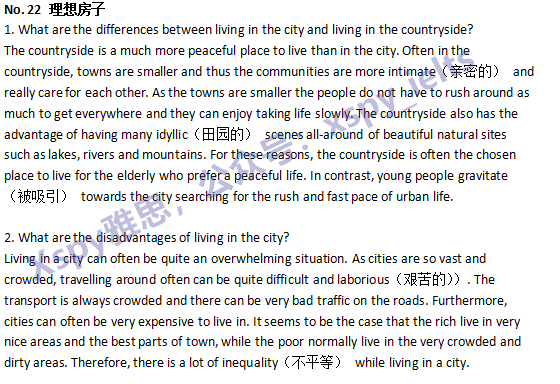 No. 22 理想房子
1. What are the differences between living in the city and living in the countryside?
The countryside is a much more peaceful place to live than in the city. Often in the
countryside, towns are smaller and thus the communities are more intimate（亲密的） and
really care for each other. As the towns are smaller the people do not have to rush around as
much to get everywhere and they can enjoy taking life slowly. The countryside also has the
advantage of having many idyllic（田园的） scenes all-around of beautiful natural sites
such as lakes, rivers and mountains. For these reasons, the countryside is often the chosen
place to live for the elderly who prefer a peaceful life. In contrast, young people gravitate
（被吸引） towards the city searching for the rush and fast pace of urban life.
2. What are the disadvantages of living in the city?
Living in a city can often be quite an overwhelming situation. As cities are so vast and
crowded, travelling around often can be quite difficult and laborious（艰苦的））. The
transport is always crowded and there can be very bad traffic on the roads. Furthermore,
cities can often be very expensive to live in. It seems to be the case that the rich live in very
nice areas and the best parts of town, while the poor normally live in the very crowded and
dirty areas. Therefore, there is a lot of inequality（不平等） while living in a city.
Xspy雅思，公众号：xspy_ielts